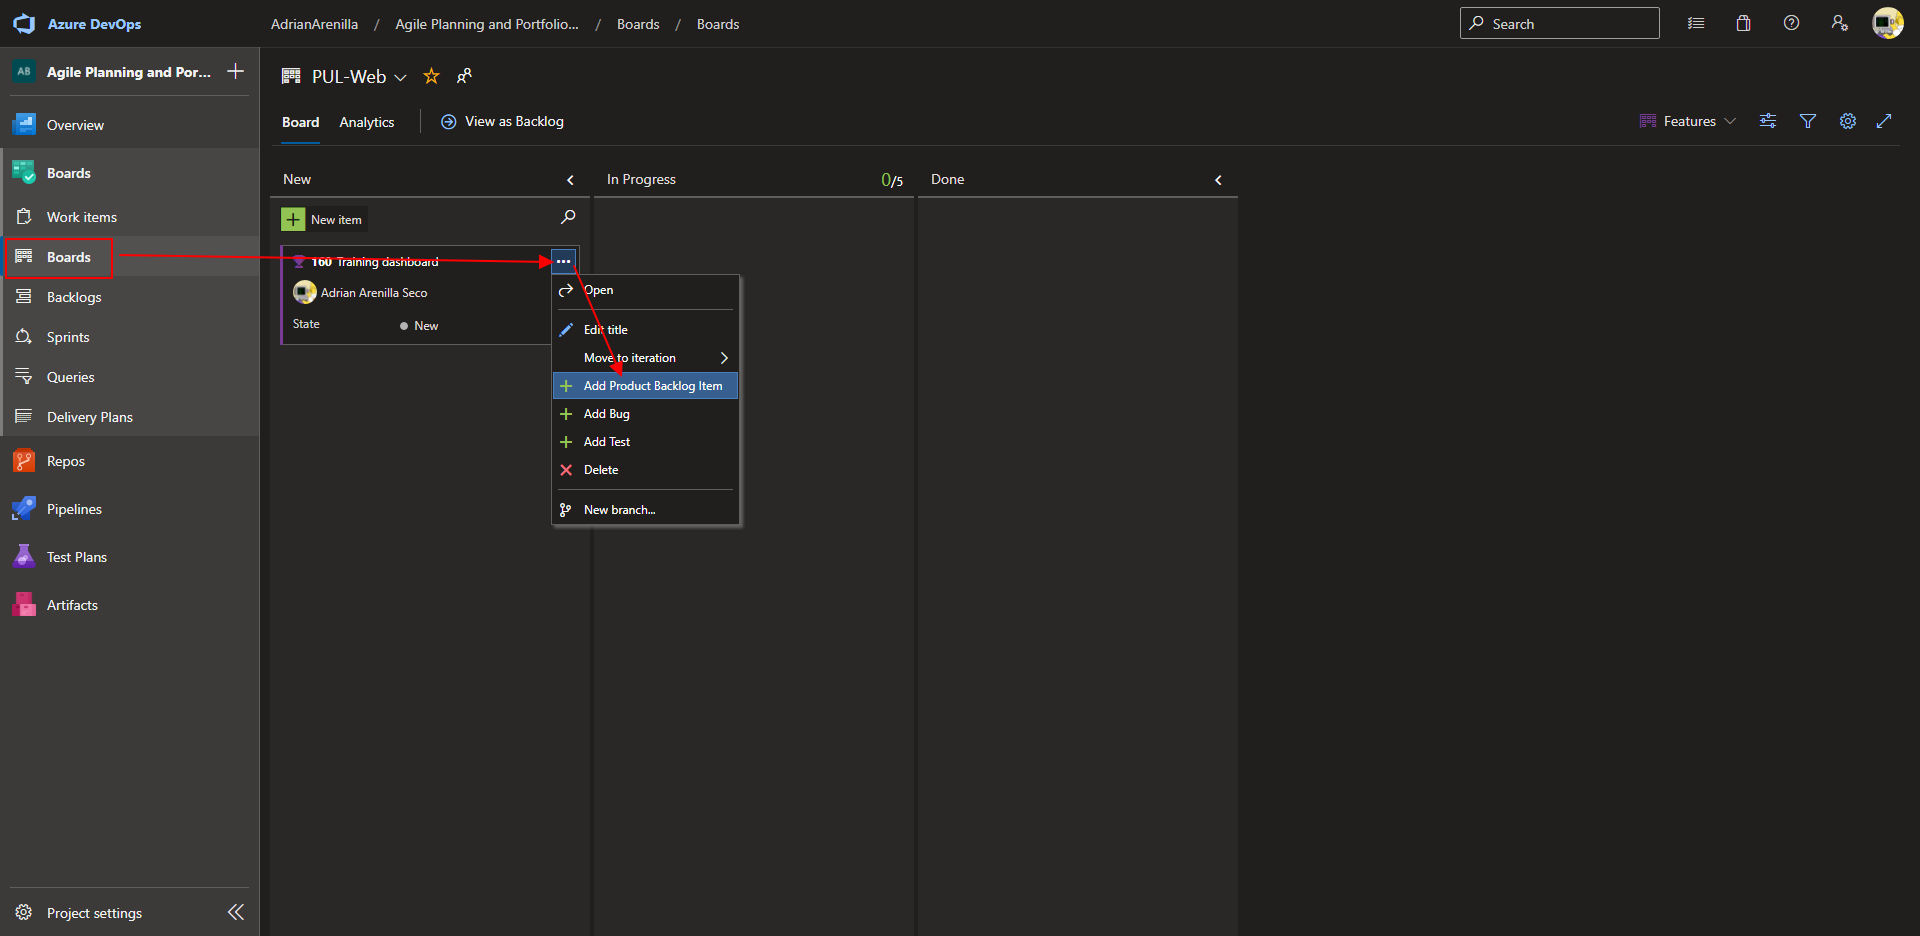 Azure DevOps
AdrianArenilla / Agile Planning and Portfolio... / Boards / Boards
Search
AB Agile Planning and Por...
Overview
Boards
Work items
Boards
Backlogs
Sprints
Queries
Delivery Plans
Repos
Pipelines
Test Plans
Artifacts
Project settings
PUL-Web
Board Analytics View as Backlog
Features
New
In Progress 0/5
Done
New item
160 Training dashboard
Adrian Arenilla Seco
State New
Open
Edit title
Move to iteration
Add Product Backlog Item
Add Bug
Add Test
Delete
New branch...